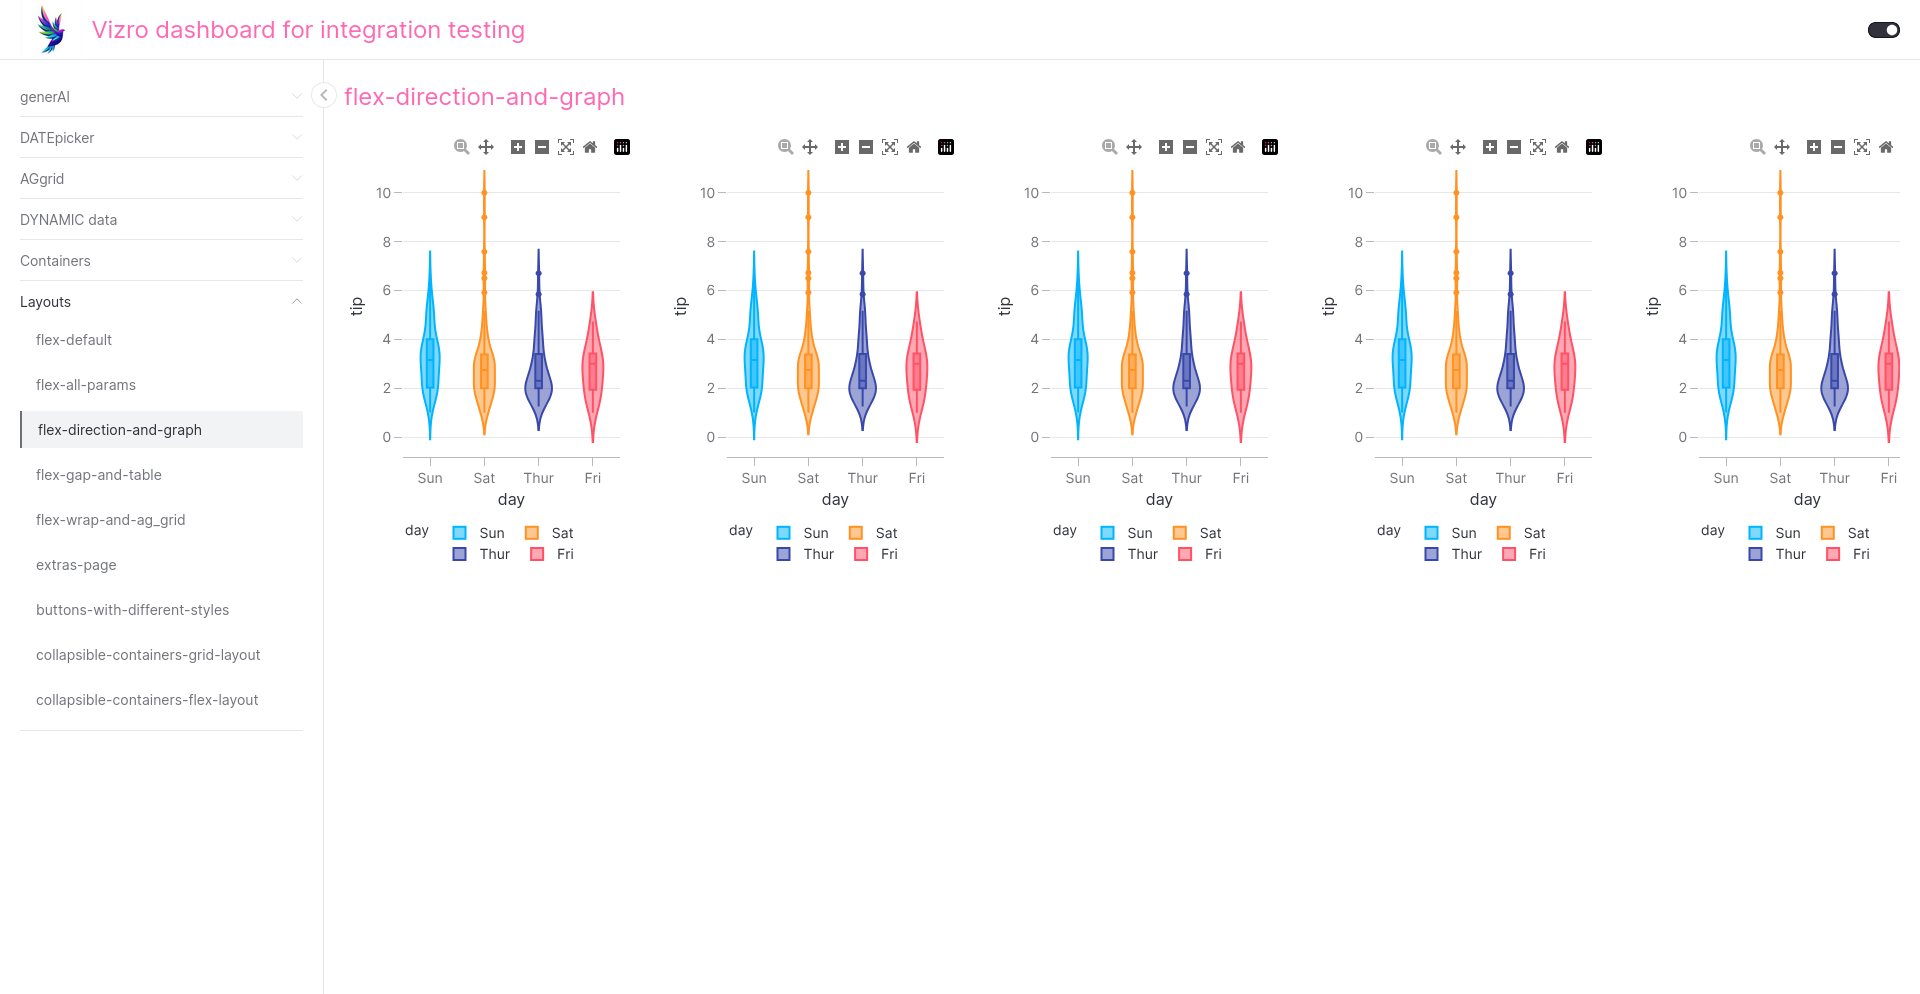 Vizro dashboard for integration testing
generAI
DATEpicker
AGgrid
DYNAMIC data
Containers
Layouts
flex-default
flex-all-params
flex-direction-and-graph
flex-gap-and-table
flex-wrap-and-ag_grid
extras-page
buttons-with-different-styles
collapsible-containers-grid-layout
collapsible-containers-flex-layout
flex-direction-and-graph
10
8
6
4
2
0
tip
Sun Sat Thur Fri
day
day Sun Sat
Thur Fri
10
8
6
4
2
0
tip
Sun Sat Thur Fri
day
day Sun Sat
Thur Fri
10
8
6
4
2
0
tip
Sun Sat Thur Fri
day
day Sun Sat
Thur Fri
10
8
6
4
2
0
tip
Sun Sat Thur Fri
day
day Sun Sat
Thur Fri
10
8
6
4
2
0
tip
Sun Sat Thur Fri
day
day Sun Sat
Thur Fri